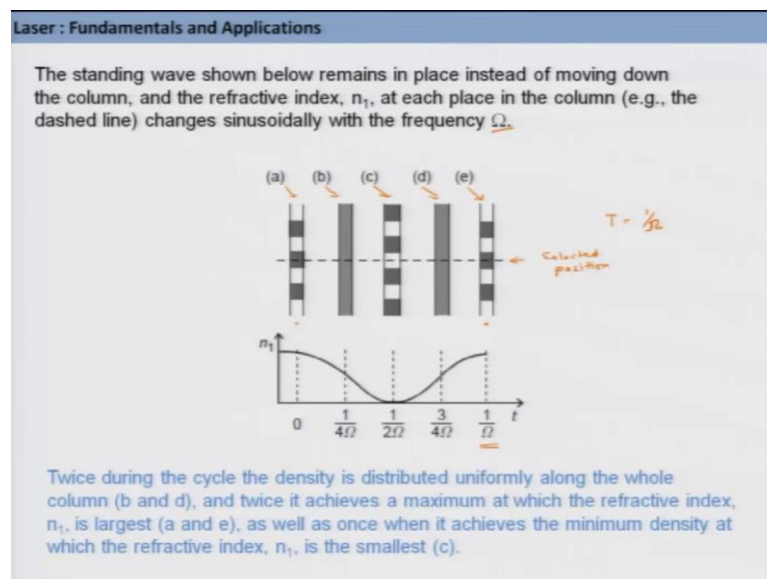 Laser : Fundamentals and Applications
The standing wave shown below remains in place instead of moving down
the column, and the refractive index, n₁, at each place in the column (e.g., the
dashed line) changes sinusoidally with the frequency Ω.
(a) (b) (c) (d) (e)
T = 1/Ω
Selected
position
n₁
0 1/4Ω 1/2Ω 3/4Ω 1/Ω t
Twice during the cycle the density is distributed uniformly along the whole
column (b and d), and twice it achieves a maximum at which the refractive index,
n₁, is largest (a and e), as well as once when it achieves the minimum density at
which the refractive index, n₁, is the smallest (c).